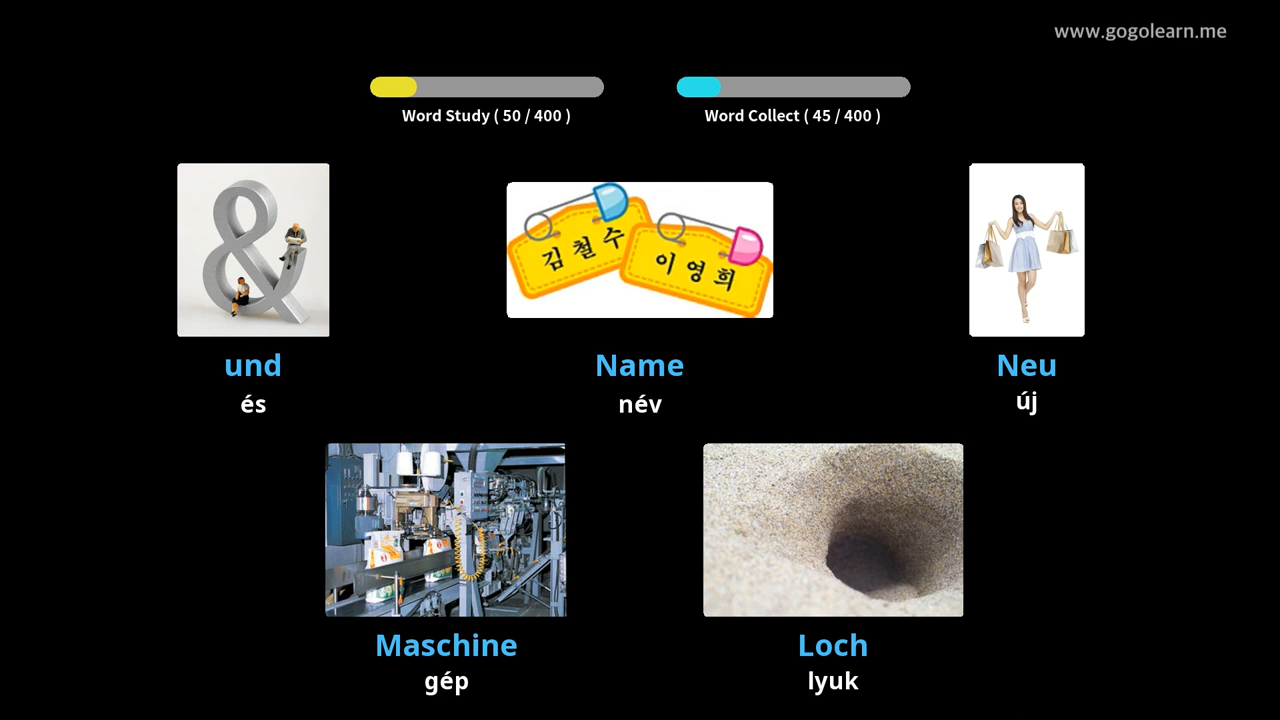 www.gogolearn.me
Word Study ( 50 / 400 )
Word Collect ( 45 / 400 )
&
김철수
이영희
und
és
Name
név
Neu
új
Maschine
gép
Loch
lyuk